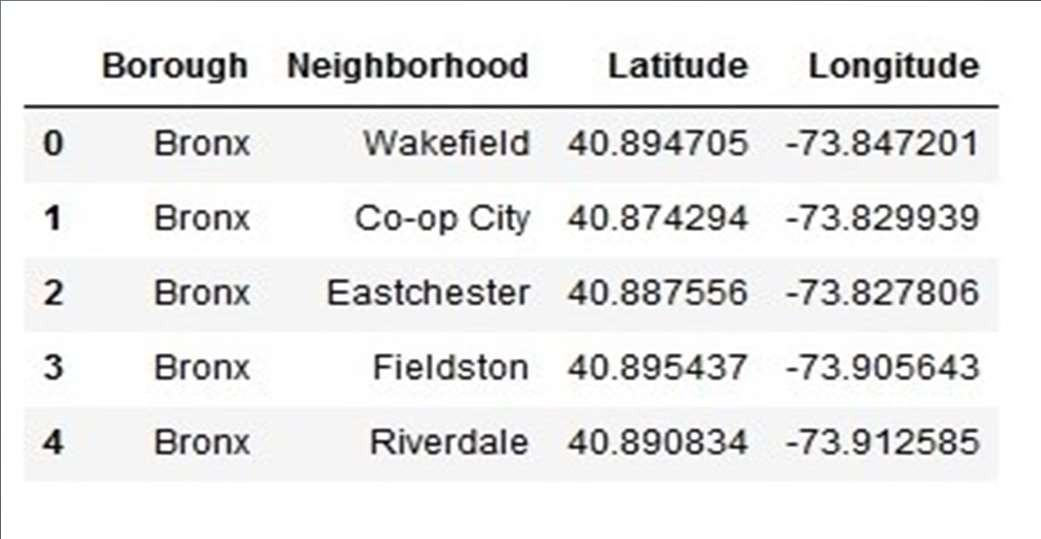 Borough Neighborhood Latitude Longitude
0 Bronx Wakefield 40.894705 -73.847201
1 Bronx Co-op City 40.874294 -73.829939
2 Bronx Eastchester 40.887556 -73.827806
3 Bronx Fieldston 40.895437 -73.905643
4 Bronx Riverdale 40.890834 -73.912585